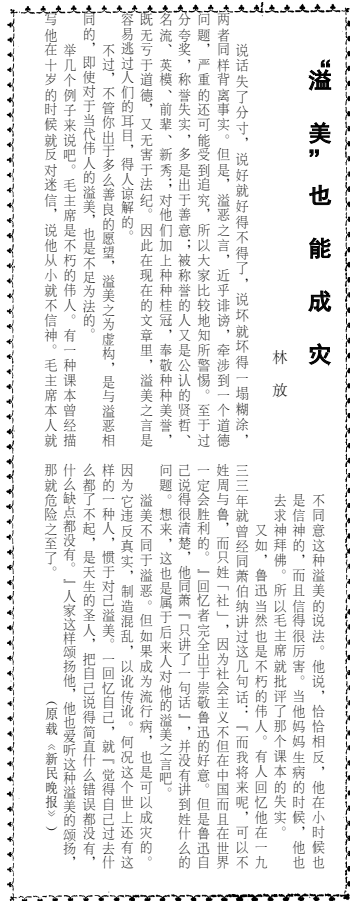 “溢美”也能成灾
林放
说话失了分寸，说好就好得不得了，说坏就坏得一塌糊涂，
两者同样背离事实。但是，溢恶之言，近乎诽谤，牵涉到一个道德
问题，严重的还可能受到追究，所以大家比较地知所警惕。至于过
分夸奖，称誉失实，多是出于善意；被称誉的人又是公认的贤哲、
名流、英模、前辈、新秀；对他们加上种种桂冠，奉敬种种美誉，
既无亏于道德，又无害于法纪。因此在现在的文章里，溢美之言是
容易逃过人们的耳目，得人谅解的。
不过，不管你出于多么善良的愿望，溢美之为虚构，是与溢恶相
同的，即使对于当代伟人的溢美，也是不足为法的。
举几个例子来说吧。毛主席是不朽的伟人。有一种课本曾经描
写他在十岁的时候就反对迷信，说他从小就不信神。毛主席本人就
不同意这种溢美的说法。他说，恰恰相反，他在小时候也
是信神的，而且信得很厉害。当他妈妈生病的时候，他也
去求神拜佛。所以毛主席就批评了那个课本的失实。
又如，鲁迅当然也是不朽的伟人。有人回忆他在一九
三三年就曾经同萧伯纳讲过这几句话：『而我将来呢，可以不
姓周与鲁，而只姓「社」，因为社会主义不但在中国而且在世界
一定会胜利的。』回忆者完全出于崇敬鲁迅的好意。但是鲁迅自
己说得很清楚，他同萧『只讲了一句话』，并没有讲到姓什么的
问题。想来，这也是属于后来人对他的溢美之言吧。
溢美不同于溢恶。但如果成为流行病，也是可以成灾的。
因为它违反真实，制造混乱，以讹传讹。何况这个世上还有这
样的一种人，惯于对己溢美。一回忆自己，就『觉得自己过去什
么都了不起，是天生的圣人，把自己说得简直什么错误都没有，
什么缺点都没有。』人家这样颂扬他，他也爱听这种溢美的颂扬，
那就危险之至了。
（原载《新民晚报》）